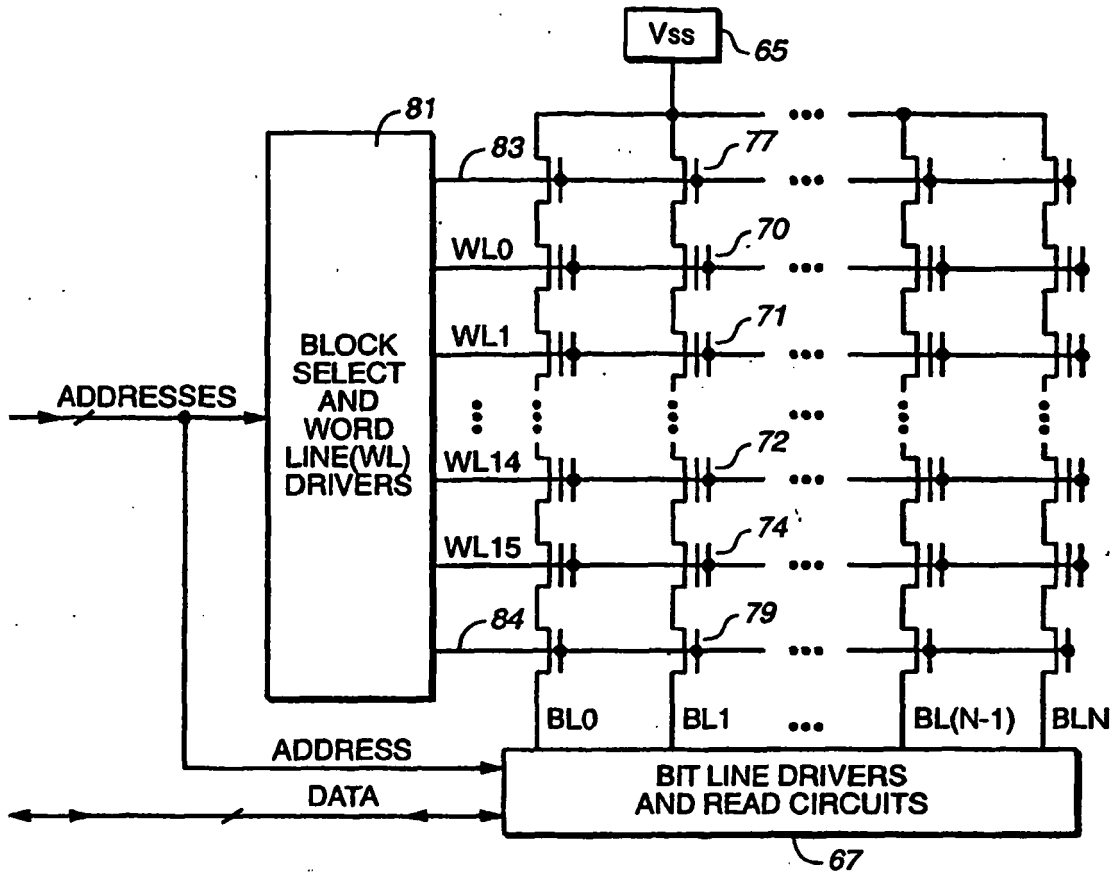 Vss
65
81
83
77
WL0
70
WL1
71
BLOCK
SELECT
AND
WORD
LINE(WL)
DRIVERS
ADDRESSES
WL14
72
WL15
74
84
79
BL0
BL1
BL(N-1)
BLN
ADDRESS
DATA
BIT LINE DRIVERS
AND READ CIRCUITS
67